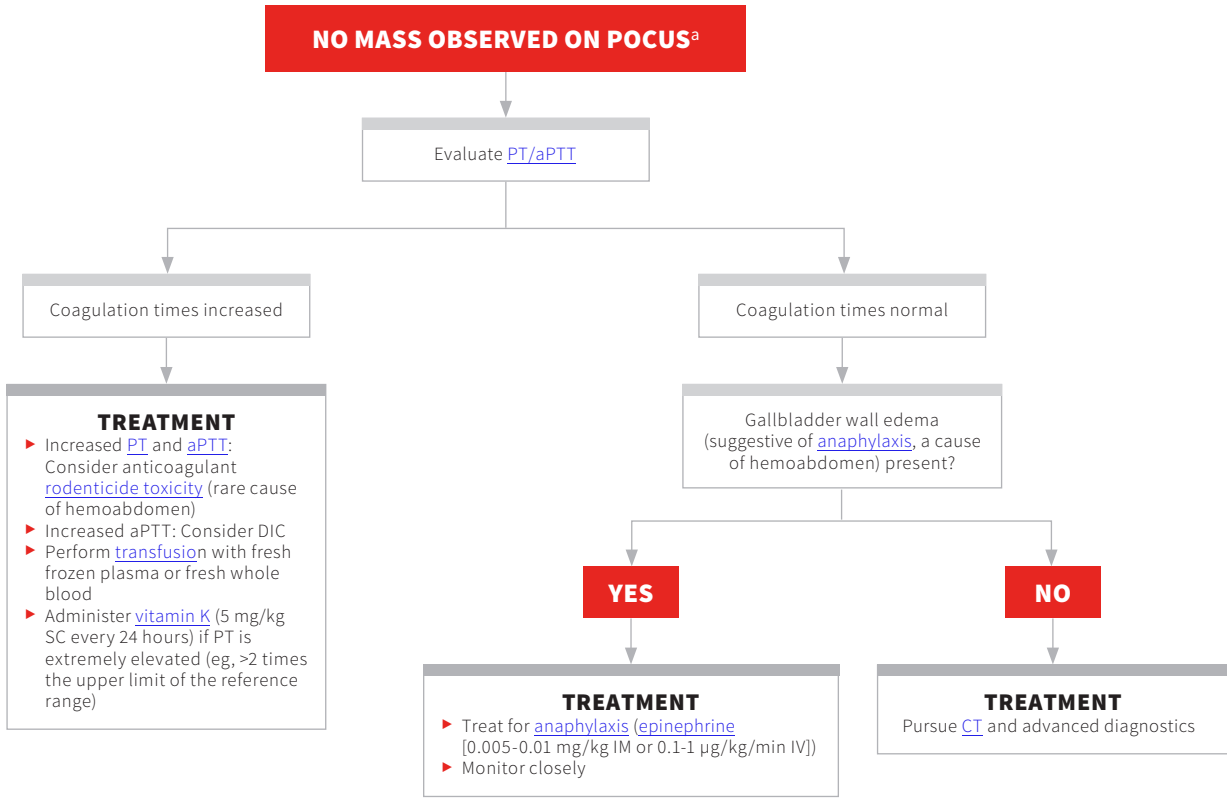 NO MASS OBSERVED ON POCUSª
Evaluate PT/aPTT
Coagulation times increased
Coagulation times normal
TREATMENT
► Increased PT and aPTT:
Consider anticoagulant
rodenticide toxicity (rare cause
of hemoabdomen)
► Increased aPTT: Consider DIC
► Perform transfusion with fresh
frozen plasma or fresh whole
blood
► Administer vitamin K (5 mg/kg
SC every 24 hours) if PT is
extremely elevated (eg, >2 times
the upper limit of the reference
range)
Gallbladder wall edema
(suggestive of anaphylaxis, a cause
of hemoabdomen) present?
YES
NO
TREATMENT
► Treat for anaphylaxis (epinephrine
[0.005-0.01 mg/kg IM or 0.1-1 µg/kg/min IV])
► Monitor closely
TREATMENT
Pursue CT and advanced diagnostics